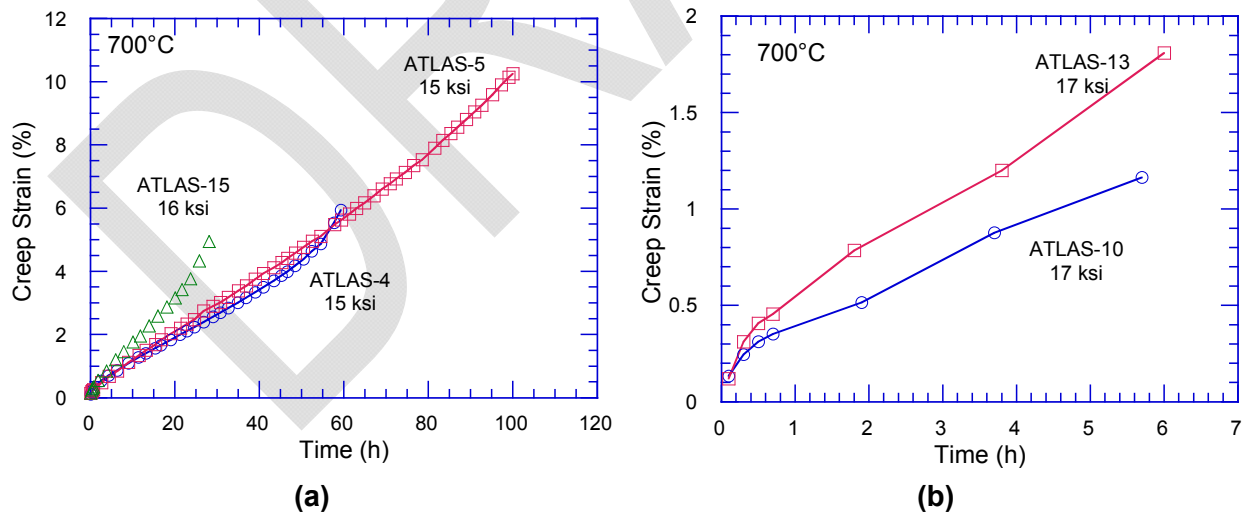 12
10
8
6
4
2
0
Creep Strain (%)
700°C
ATLAS-5
15 ksi
ATLAS-15
16 ksi
ATLAS-4
15 ksi
0 20 40 60 80 100 120
Time (h)
(a)
2
1.5
1
0.5
0
Creep Strain (%)
700°C
ATLAS-13
17 ksi
ATLAS-10
17 ksi
0 1 2 3 4 5 6 7
Time (h)
(b)